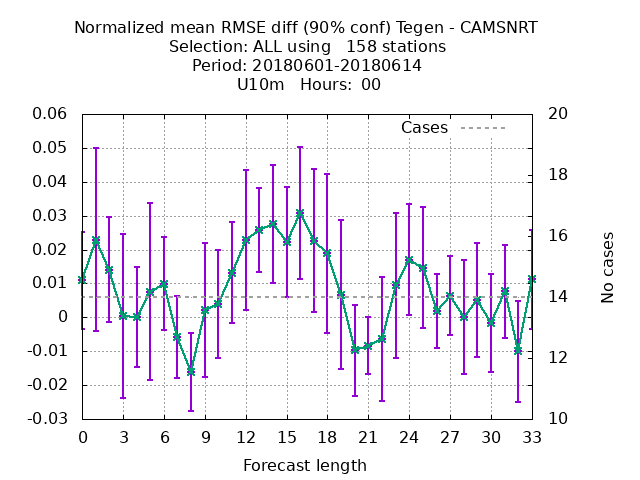 Normalized mean RMSE diff (90% conf) Tegen - CAMSNRT
Selection: ALL using   158 stations
Period: 20180601-20180614
U10m   Hours:  00
Cases
0.06
0.05
0.04
0.03
0.02
0.01
0
-0.01
-0.02
-0.03
20
18
16
14
12
10
No cases
0 3 6 9 12 15 18 21 24 27 30 33
Forecast length